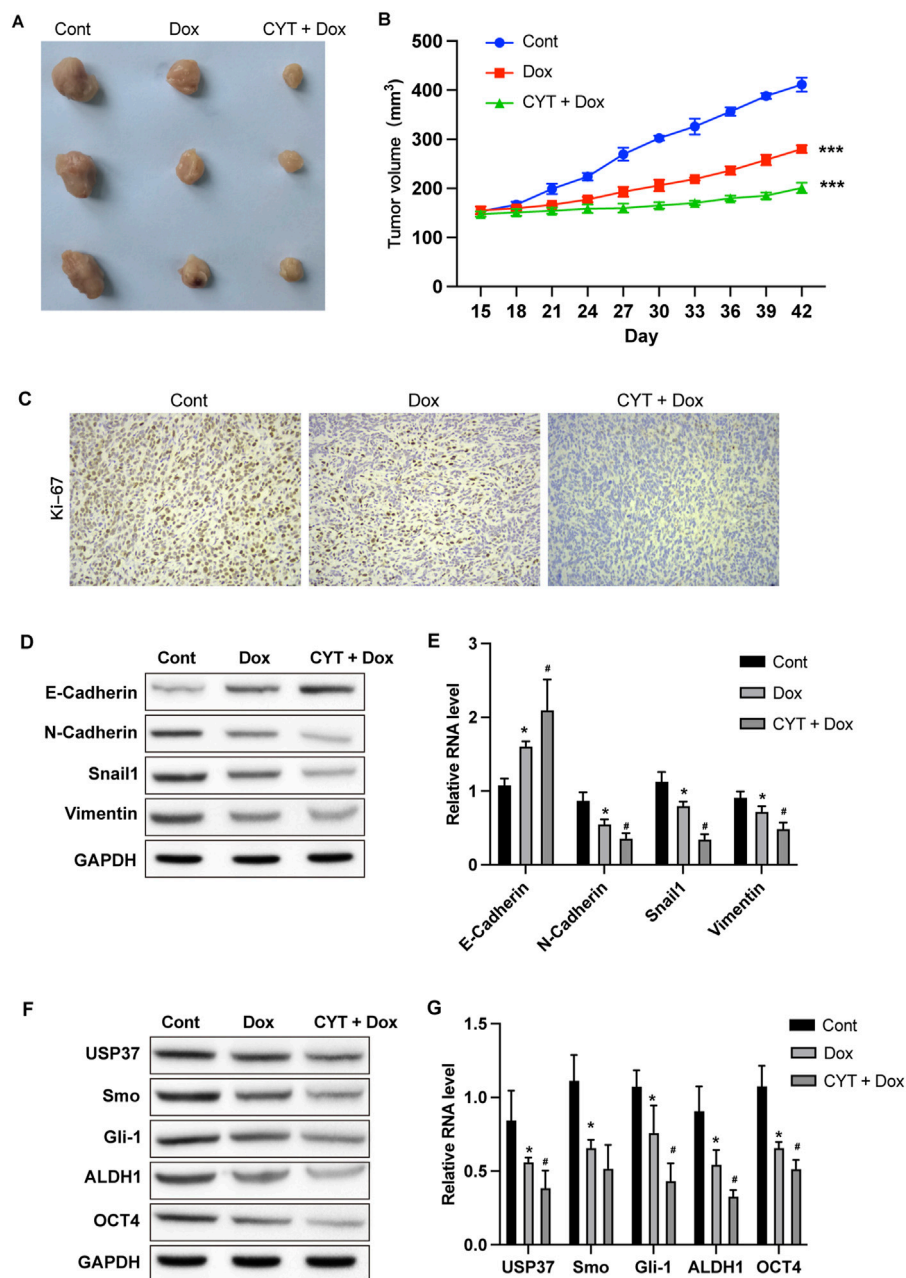 A
Cont Dox CYT + Dox
B
Tumor volume (mm3)
500
400
300
200
100
0
Cont
Dox
CYT + Dox
***
***
15 18 21 24 27 30 33 36 39 42
Day
C
Cont Dox CYT + Dox
Ki–67
D
Cont Dox CYT + Dox
E-Cadherin
N-Cadherin
Snail1
Vimentin
GAPDH
E
Relative RNA level
3
2
1
0
Cont
Dox
CYT + Dox
* #
* #
* #
* #
E-Cadherin N-Cadherin Snail1 Vimentin
F
Cont Dox CYT + Dox
USP37
Smo
Gli-1
ALDH1
OCT4
GAPDH
G
Relative RNA level
1.5
1.0
0.5
0.0
Cont
Dox
CYT + Dox
* #
*
* #
* #
* #
USP37 Smo Gli-1 ALDH1 OCT4